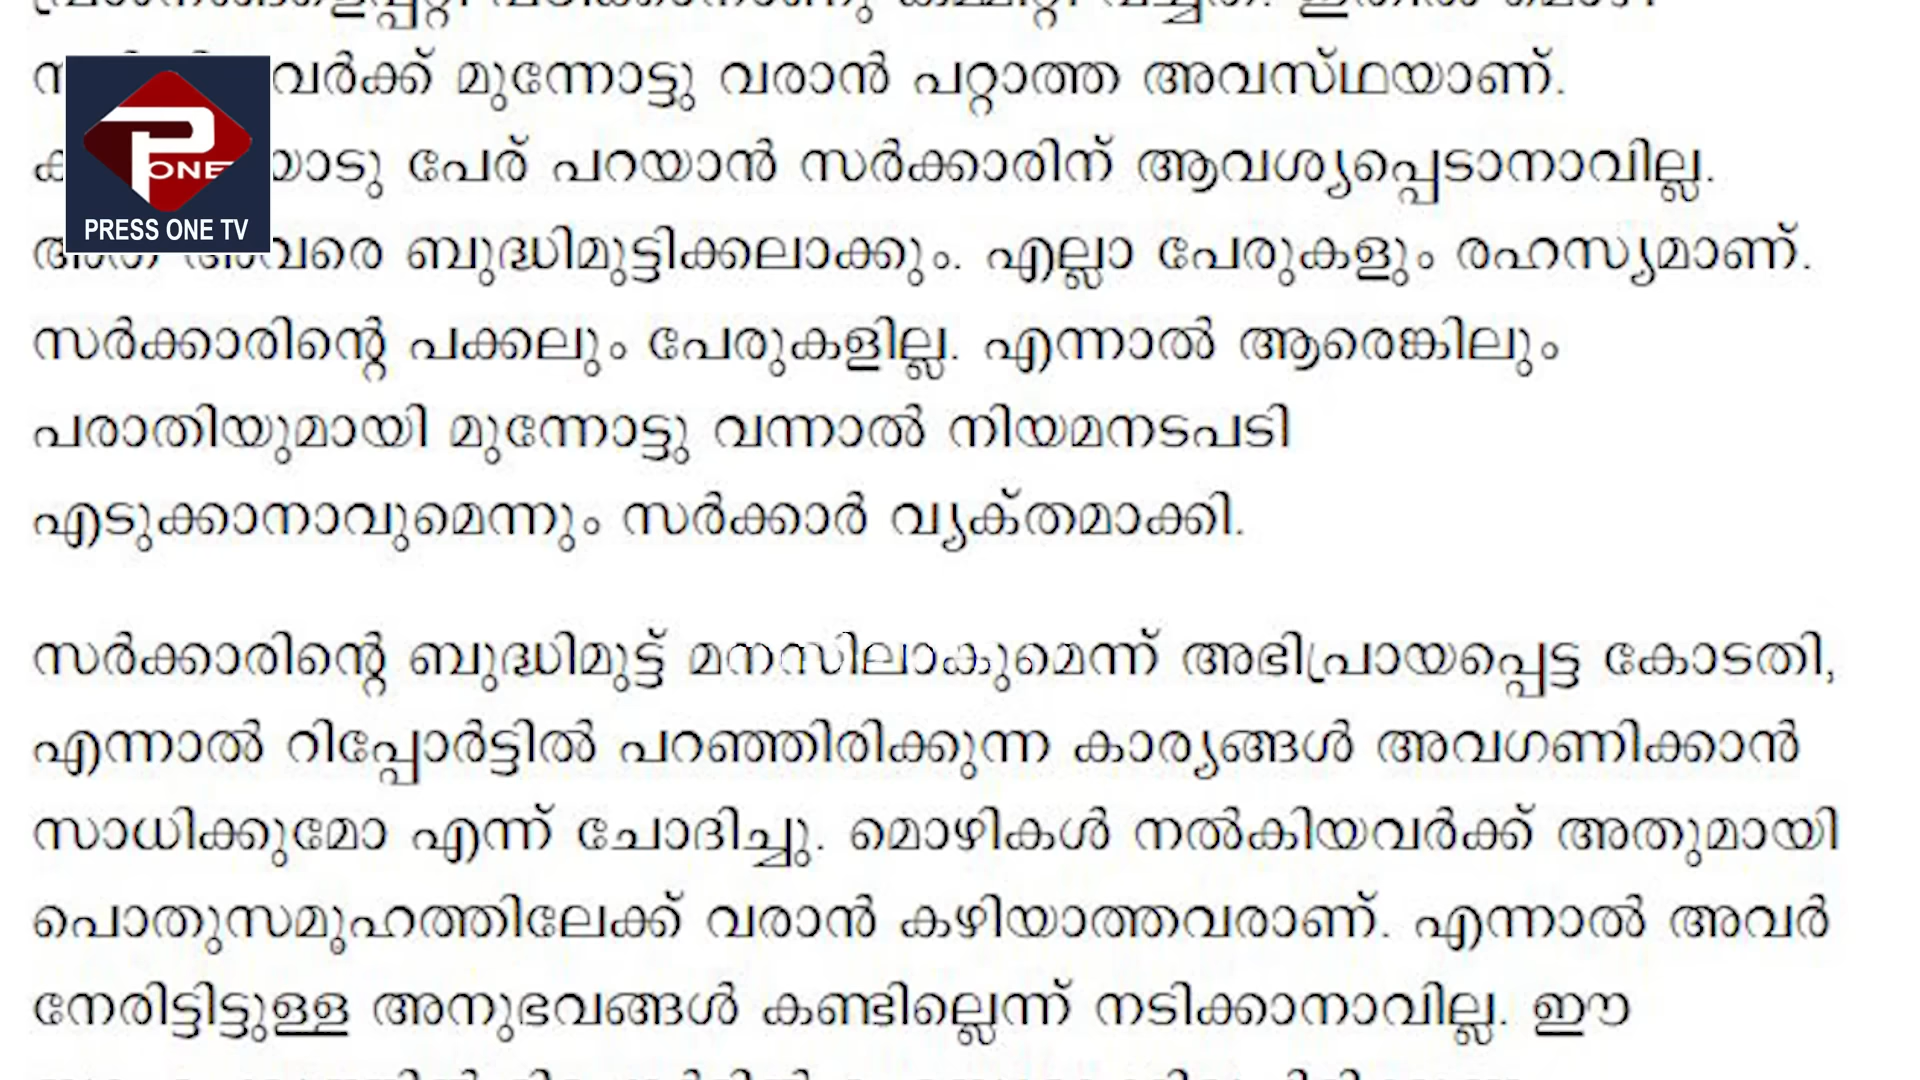 വർക്ക് മുന്നോട്ടു വരാൻ പറ്റാത്ത അവസ്ഥയാണ്.
പേര് പറയാൻ സർക്കാരിന് ആവശ്യപ്പെടാനാവില്ല.
ബുദ്ധിമുട്ടിക്കലാക്കും. എല്ലാ പേരുകളും രഹസ്യമാണ്.
P ONE
PRESS ONE TV
സർക്കാരിന്റെ പക്കലും പേരുകളില്ല. എന്നാൽ ആരെങ്കിലും
പരാതിയുമായി മുന്നോട്ടു വന്നാൽ നിയമനടപടി
എടുക്കാനാവുമെന്നും സർക്കാർ വ്യക്തമാക്കി.
സർക്കാരിന്റെ ബുദ്ധിമുട്ട് മനസിലാകുമെന്ന് അഭിപ്രായപ്പെട്ട കോടതി,
എന്നാൽ റിപ്പോർട്ടിൽ പറഞ്ഞിരിക്കുന്ന കാര്യങ്ങൾ അവഗണിക്കാൻ
സാധിക്കുമോ എന്ന് ചോദിച്ചു. മൊഴികൾ നൽകിയവർക്ക് അതുമായി
പൊതുസമൂഹത്തിലേക്ക് വരാൻ കഴിയാത്തവരാണ്. എന്നാൽ അവർ
നേരിട്ടിട്ടുള്ള അനുഭവങ്ങൾ കണ്ടില്ലെന്ന് നടിക്കാനാവില്ല. ഈ